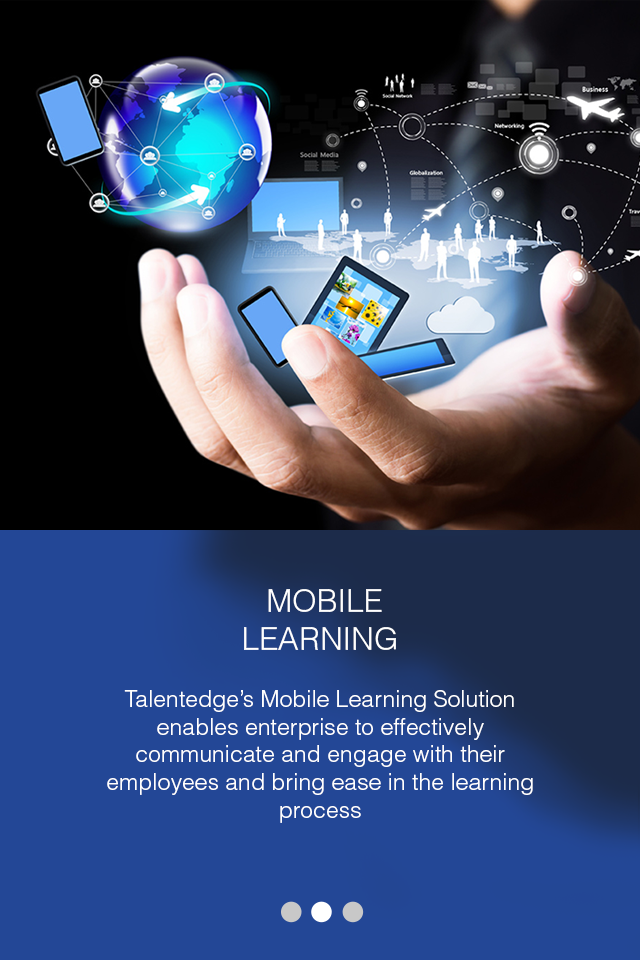 Social Network
Business
Networking
Social Media
Globalization
MOBILE
LEARNING
Talentedge’s Mobile Learning Solution
enables enterprise to effectively
communicate and engage with their
employees and bring ease in the learning
process